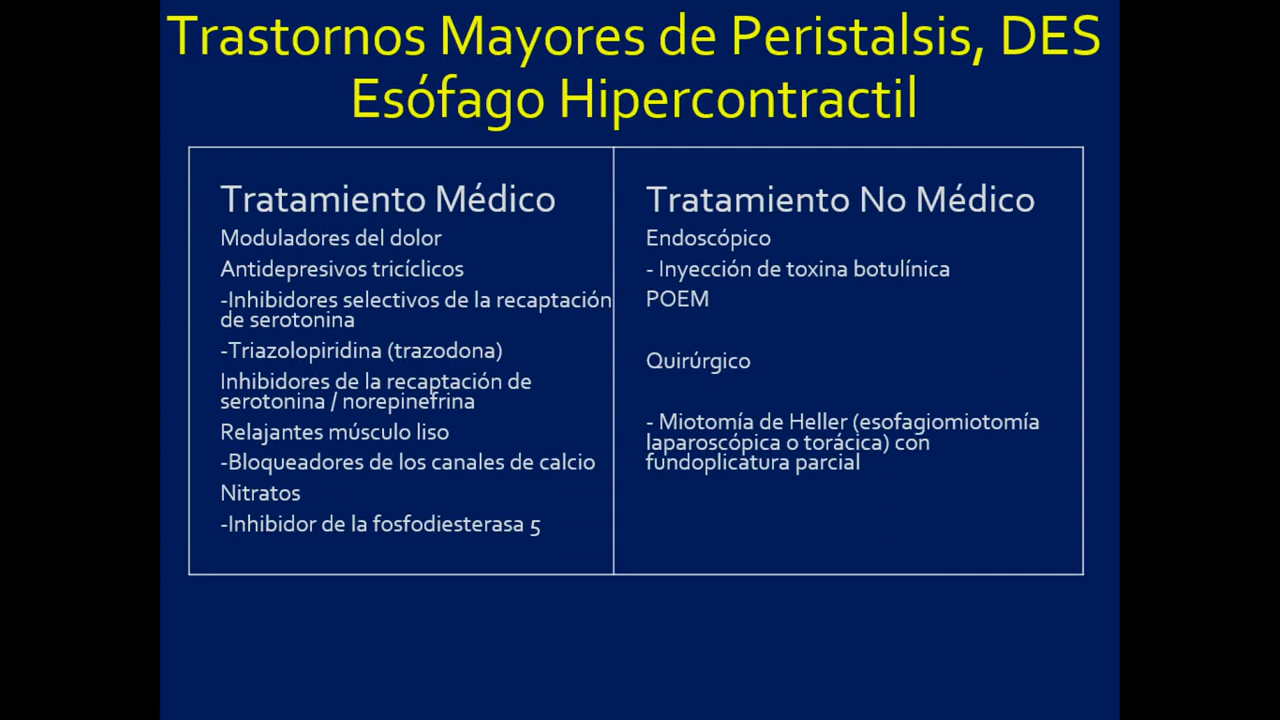 Trastornos Mayores de Peristalsis, DES
Esófago Hipercontractil
Tratamiento Médico
Moduladores del dolor
Antidepresivos tricíclicos
-Inhibidores selectivos de la recaptación
de serotonina
-Triazolopiridina (trazodona)
Inhibidores de la recaptación de
serotonina / norepinefrina
Relajantes músculo liso
-Bloqueadores de los canales de calcio
Nitratos
-Inhibidor de la fosfodiesterasa 5
Tratamiento No Médico
Endoscópico
- Inyección de toxina botulínica
POEM
Quirúrgico
- Miotomía de Heller (esofagiomiotomía
laparoscópica o torácica) con
fundoplicatura parcial